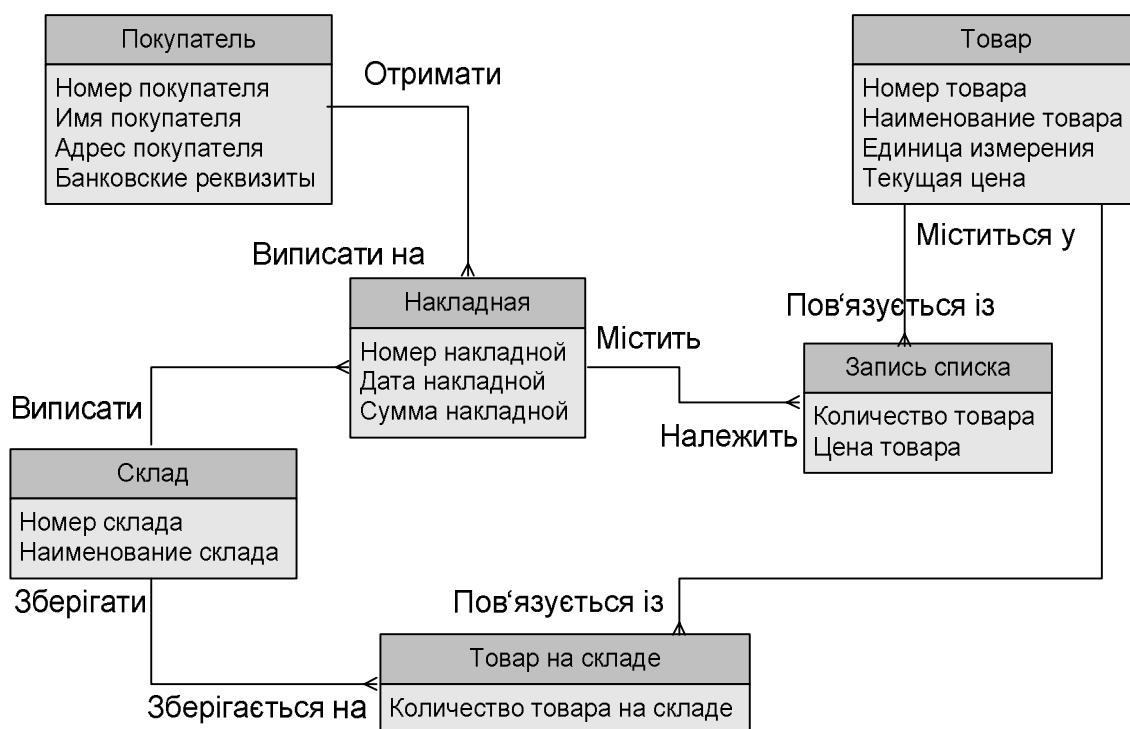 Покупатель
Номер покупателя
Имя покупателя
Адрес покупателя
Банковские реквизиты
Отримати
Товар
Номер товара
Наименование товара
Единица измерения
Текущая цена
Міститься у
Виписати на
Накладная
Номер накладной
Дата накладной
Сумма накладной
Містить
Пов‘язується із
Запись списка
Количество товара
Цена товара
Належить
Виписати
Склад
Номер склада
Наименование склада
Зберігати
Пов‘язується із
Товар на складе
Количество товара на складе
Зберігається на